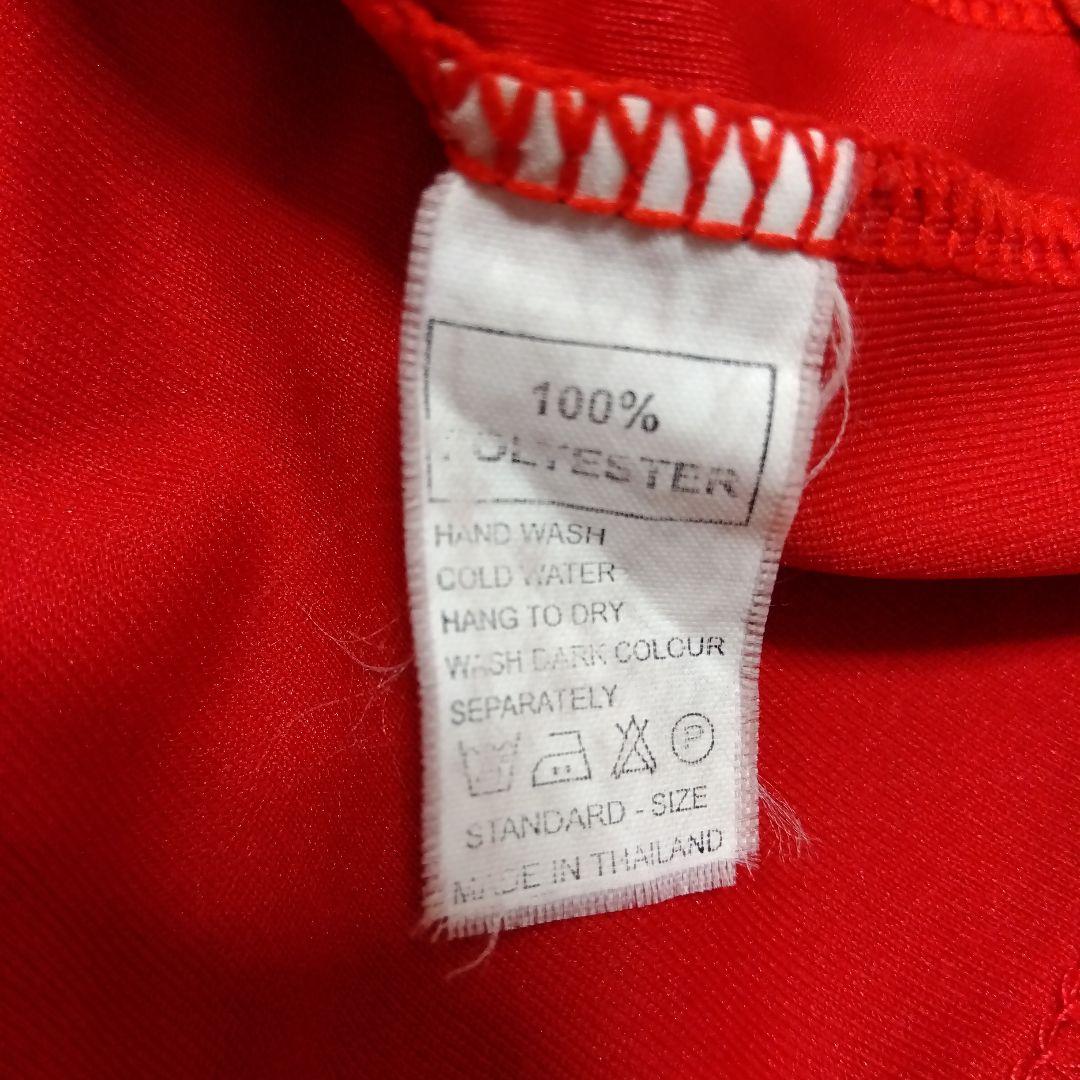 100%
POLYESTER
HAND WASH
COLD WATER
HANG TO DRY
WASH DARK COLOUR
SEPARATELY
P
STANDARD - SIZE
MADE IN THAILAND